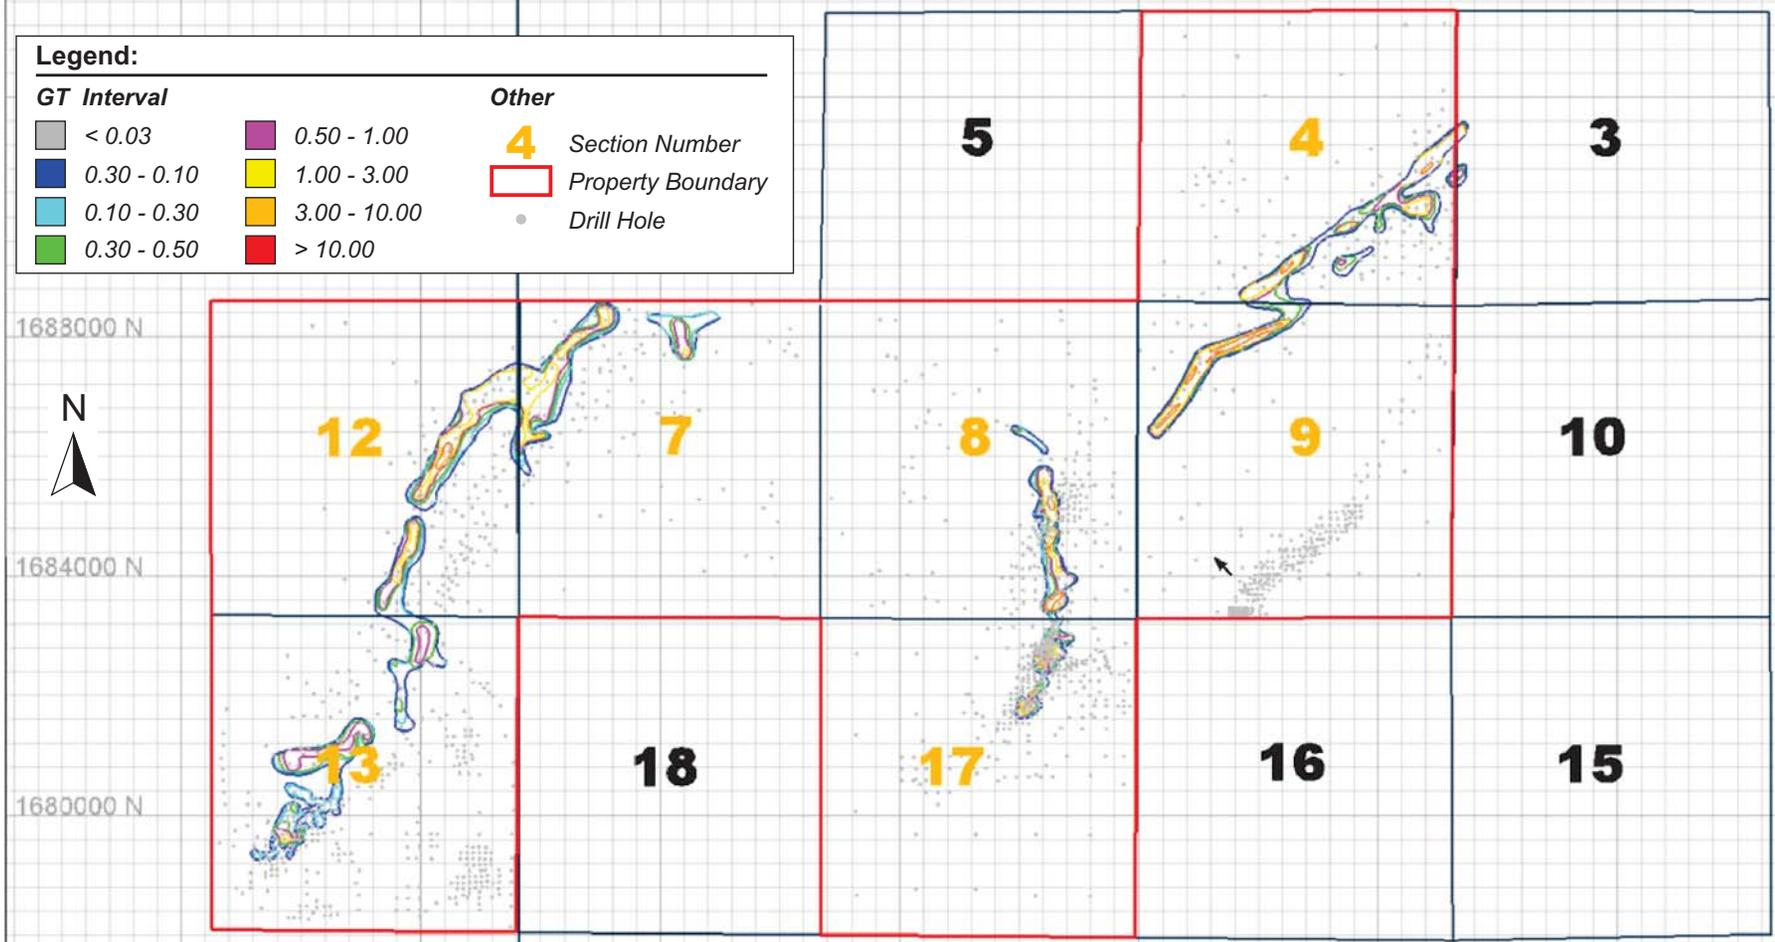 Legend:
GT Interval
Other
< 0.03
0.50 - 1.00
4 Section Number
0.30 - 0.10
1.00 - 3.00
Property Boundary
0.10 - 0.30
3.00 - 10.00
Drill Hole
0.30 - 0.50
> 10.00
5
4
3
1688000 N
N
12
7
8
9
10
1684000 N
13
18
17
16
15
1680000 N